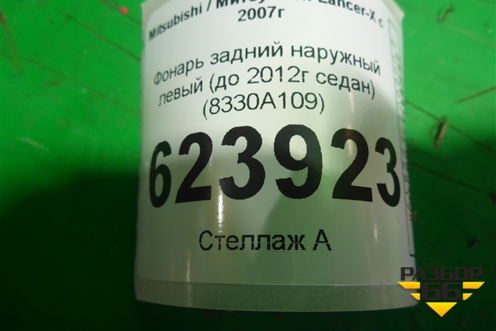 Mitsubishi / Lancer-X с
2007г
Фонарь задний наружный
левый (до 2012г седан)
(8330A109)
623923
Стеллаж А
РАЗБОР
66